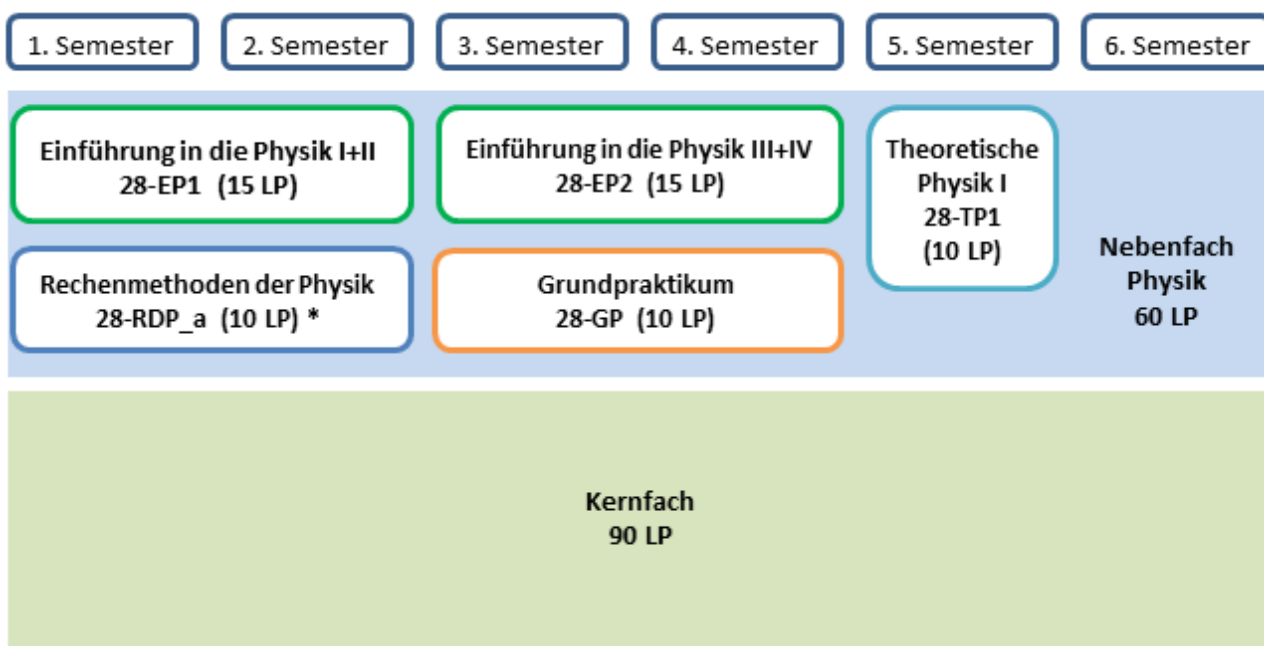 1. Semester
2. Semester
3. Semester
4. Semester
5. Semester
6. Semester
Einführung in die Physik I+II
28-EP1 (15 LP)
Einführung in die Physik III+IV
28-EP2 (15 LP)
Theoretische
Physik I
28-TP1
(10 LP)
Rechenmethoden der Physik
28-RDP_a (10 LP) *
Grundpraktikum
28-GP (10 LP)
Nebenfach
Physik
60 LP
Kernfach
90 LP